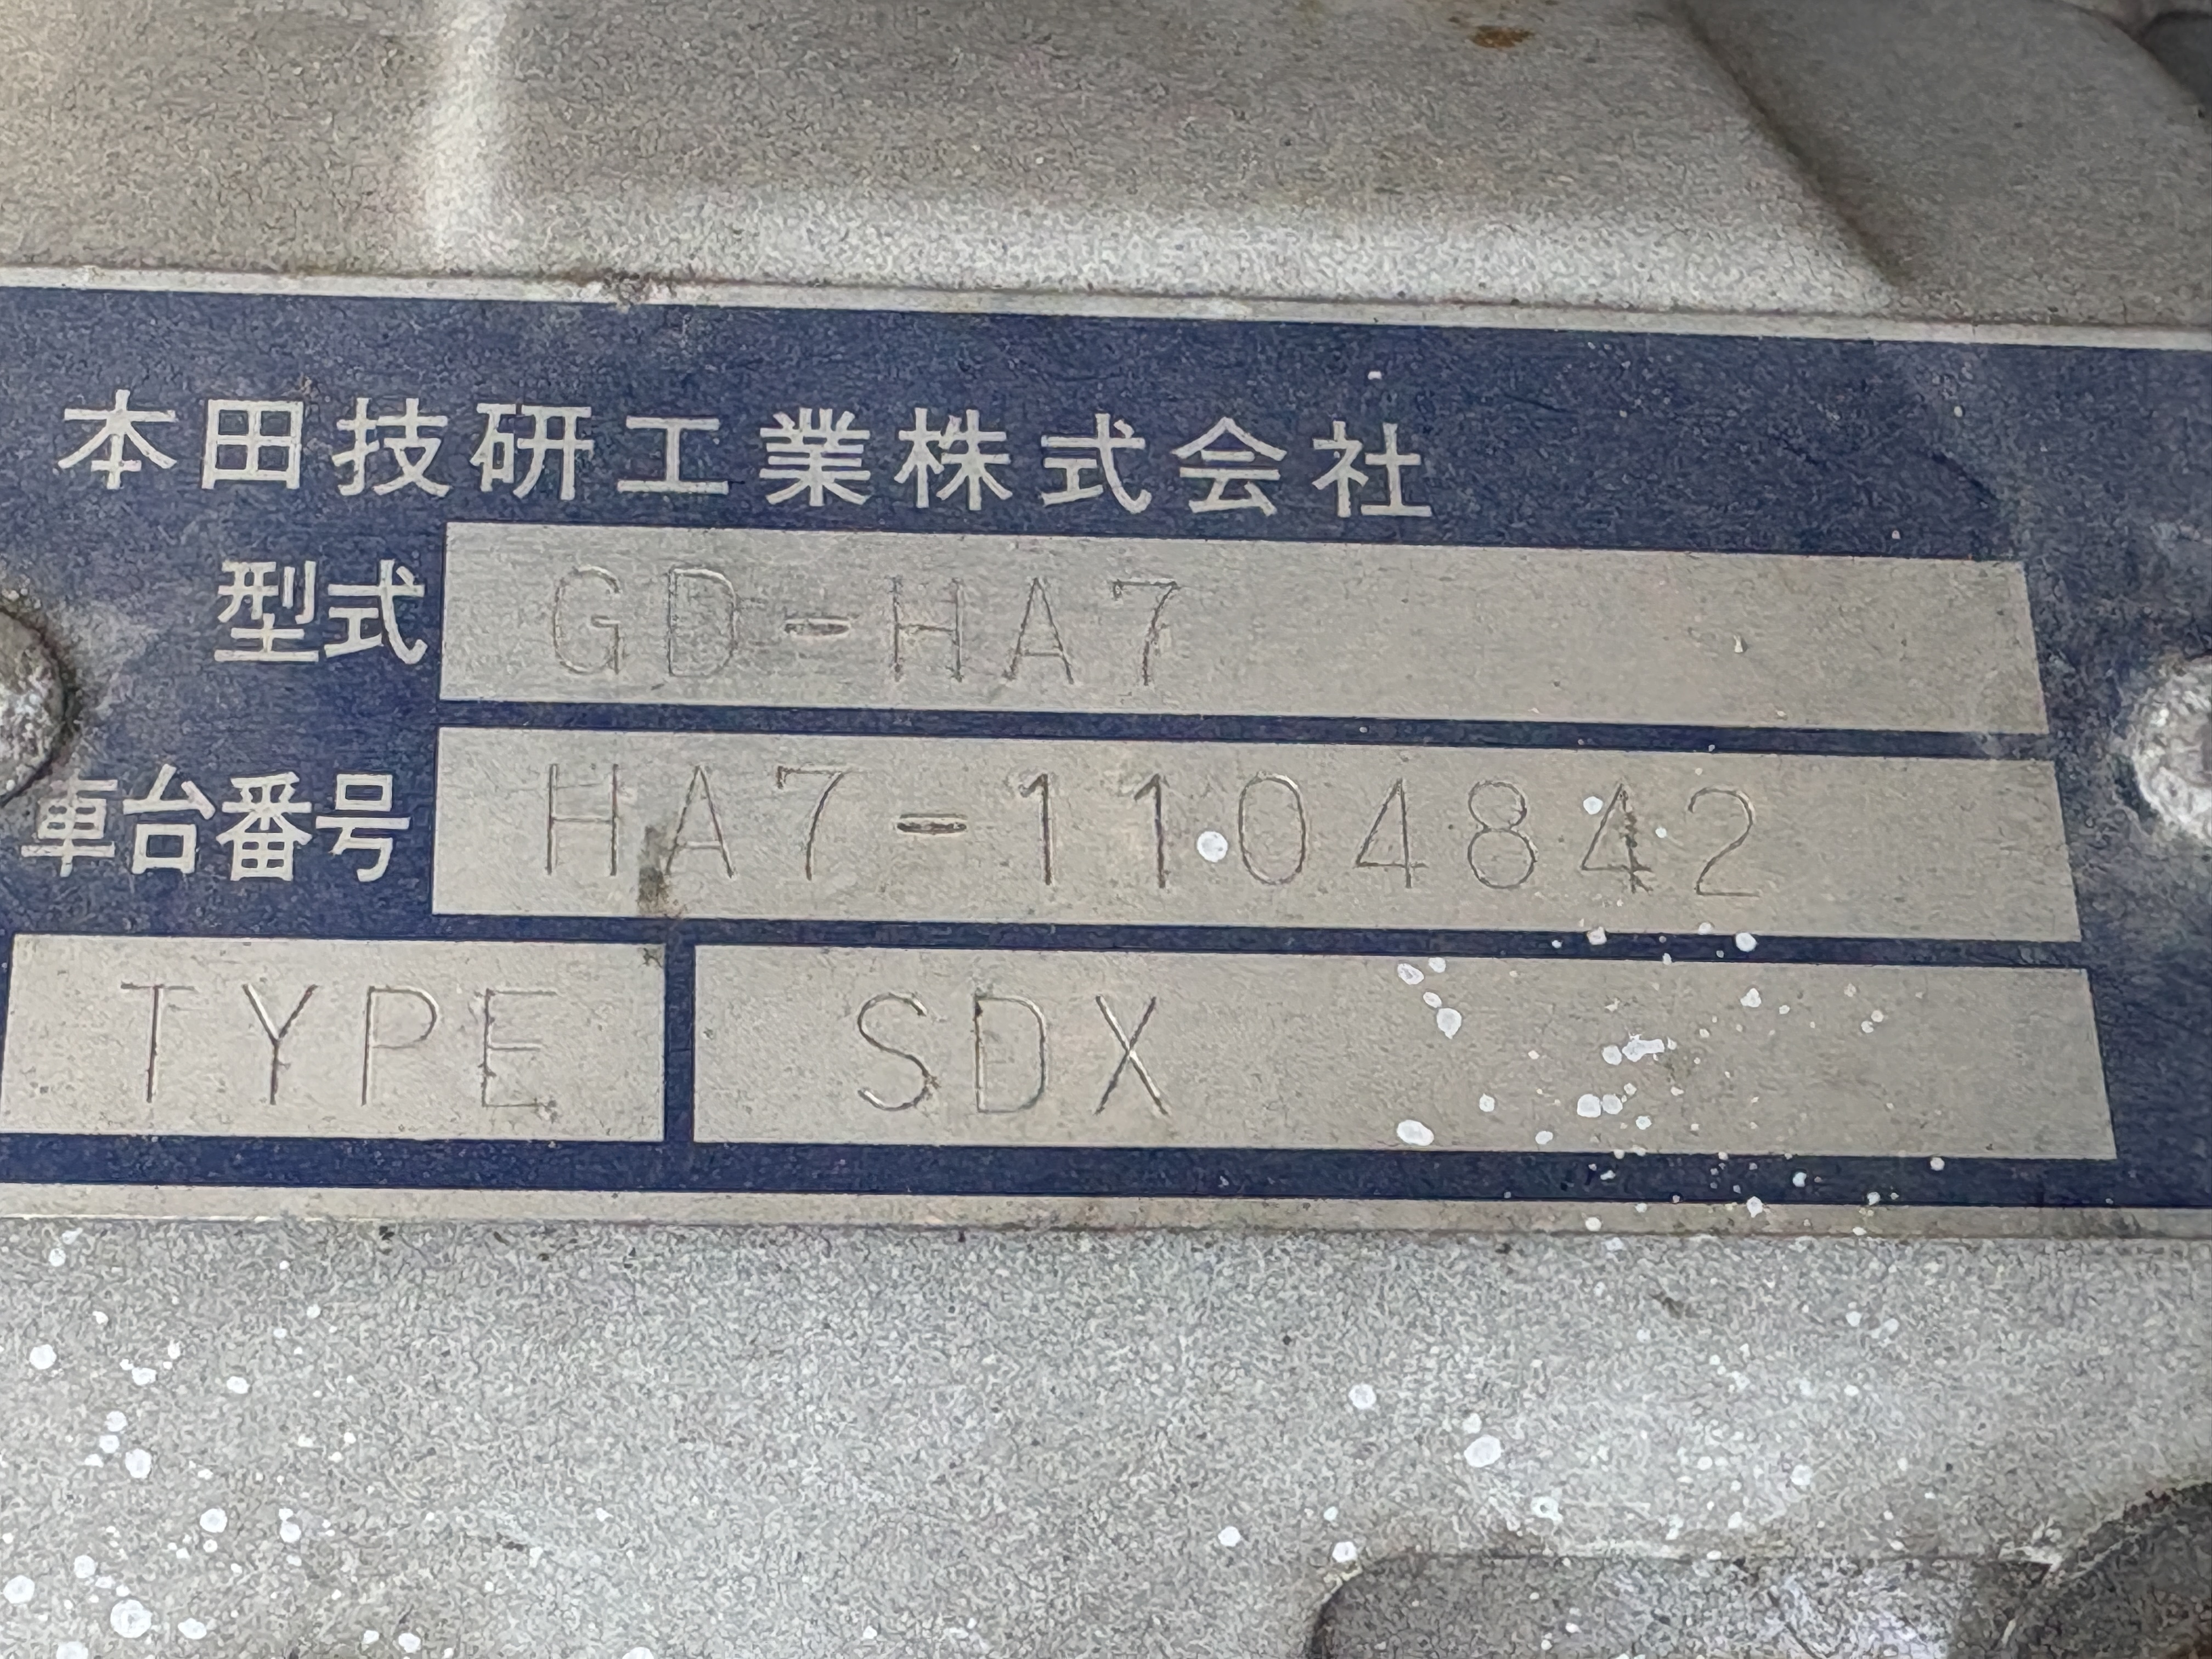 本田技研工業株式会社
型式 GD-HA7
車台番号 HA7-1104842
TYPE SDX